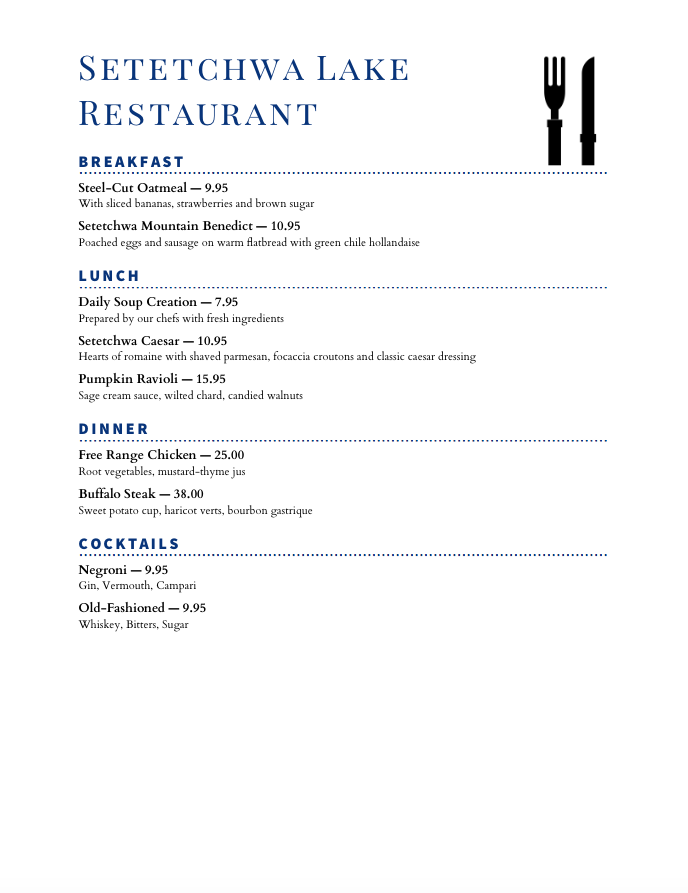 Setetchwa Lake
Restaurant
BREAKFAST
Steel-Cut Oatmeal — 9.95
With sliced bananas, strawberries and brown sugar
Setetchwa Mountain Benedict — 10.95
Poached eggs and sausage on warm flatbread with green chile hollandaise
LUNCH
Daily Soup Creation — 7.95
Prepared by our chefs with fresh ingredients
Setetchwa Caesar — 10.95
Hearts of romaine with shaved parmesan, focaccia croutons and classic caesar dressing
Pumpkin Ravioli — 15.95
Sage cream sauce, wilted chard, candied walnuts
DINNER
Free Range Chicken — 25.00
Root vegetables, mustard-thyme jus
Buffalo Steak — 38.00
Sweet potato cup, haricot verts, bourbon gastrique
COCKTAILS
Negroni — 9.95
Gin, Vermouth, Campari
Old-Fashioned — 9.95
Whiskey, Bitters, Sugar